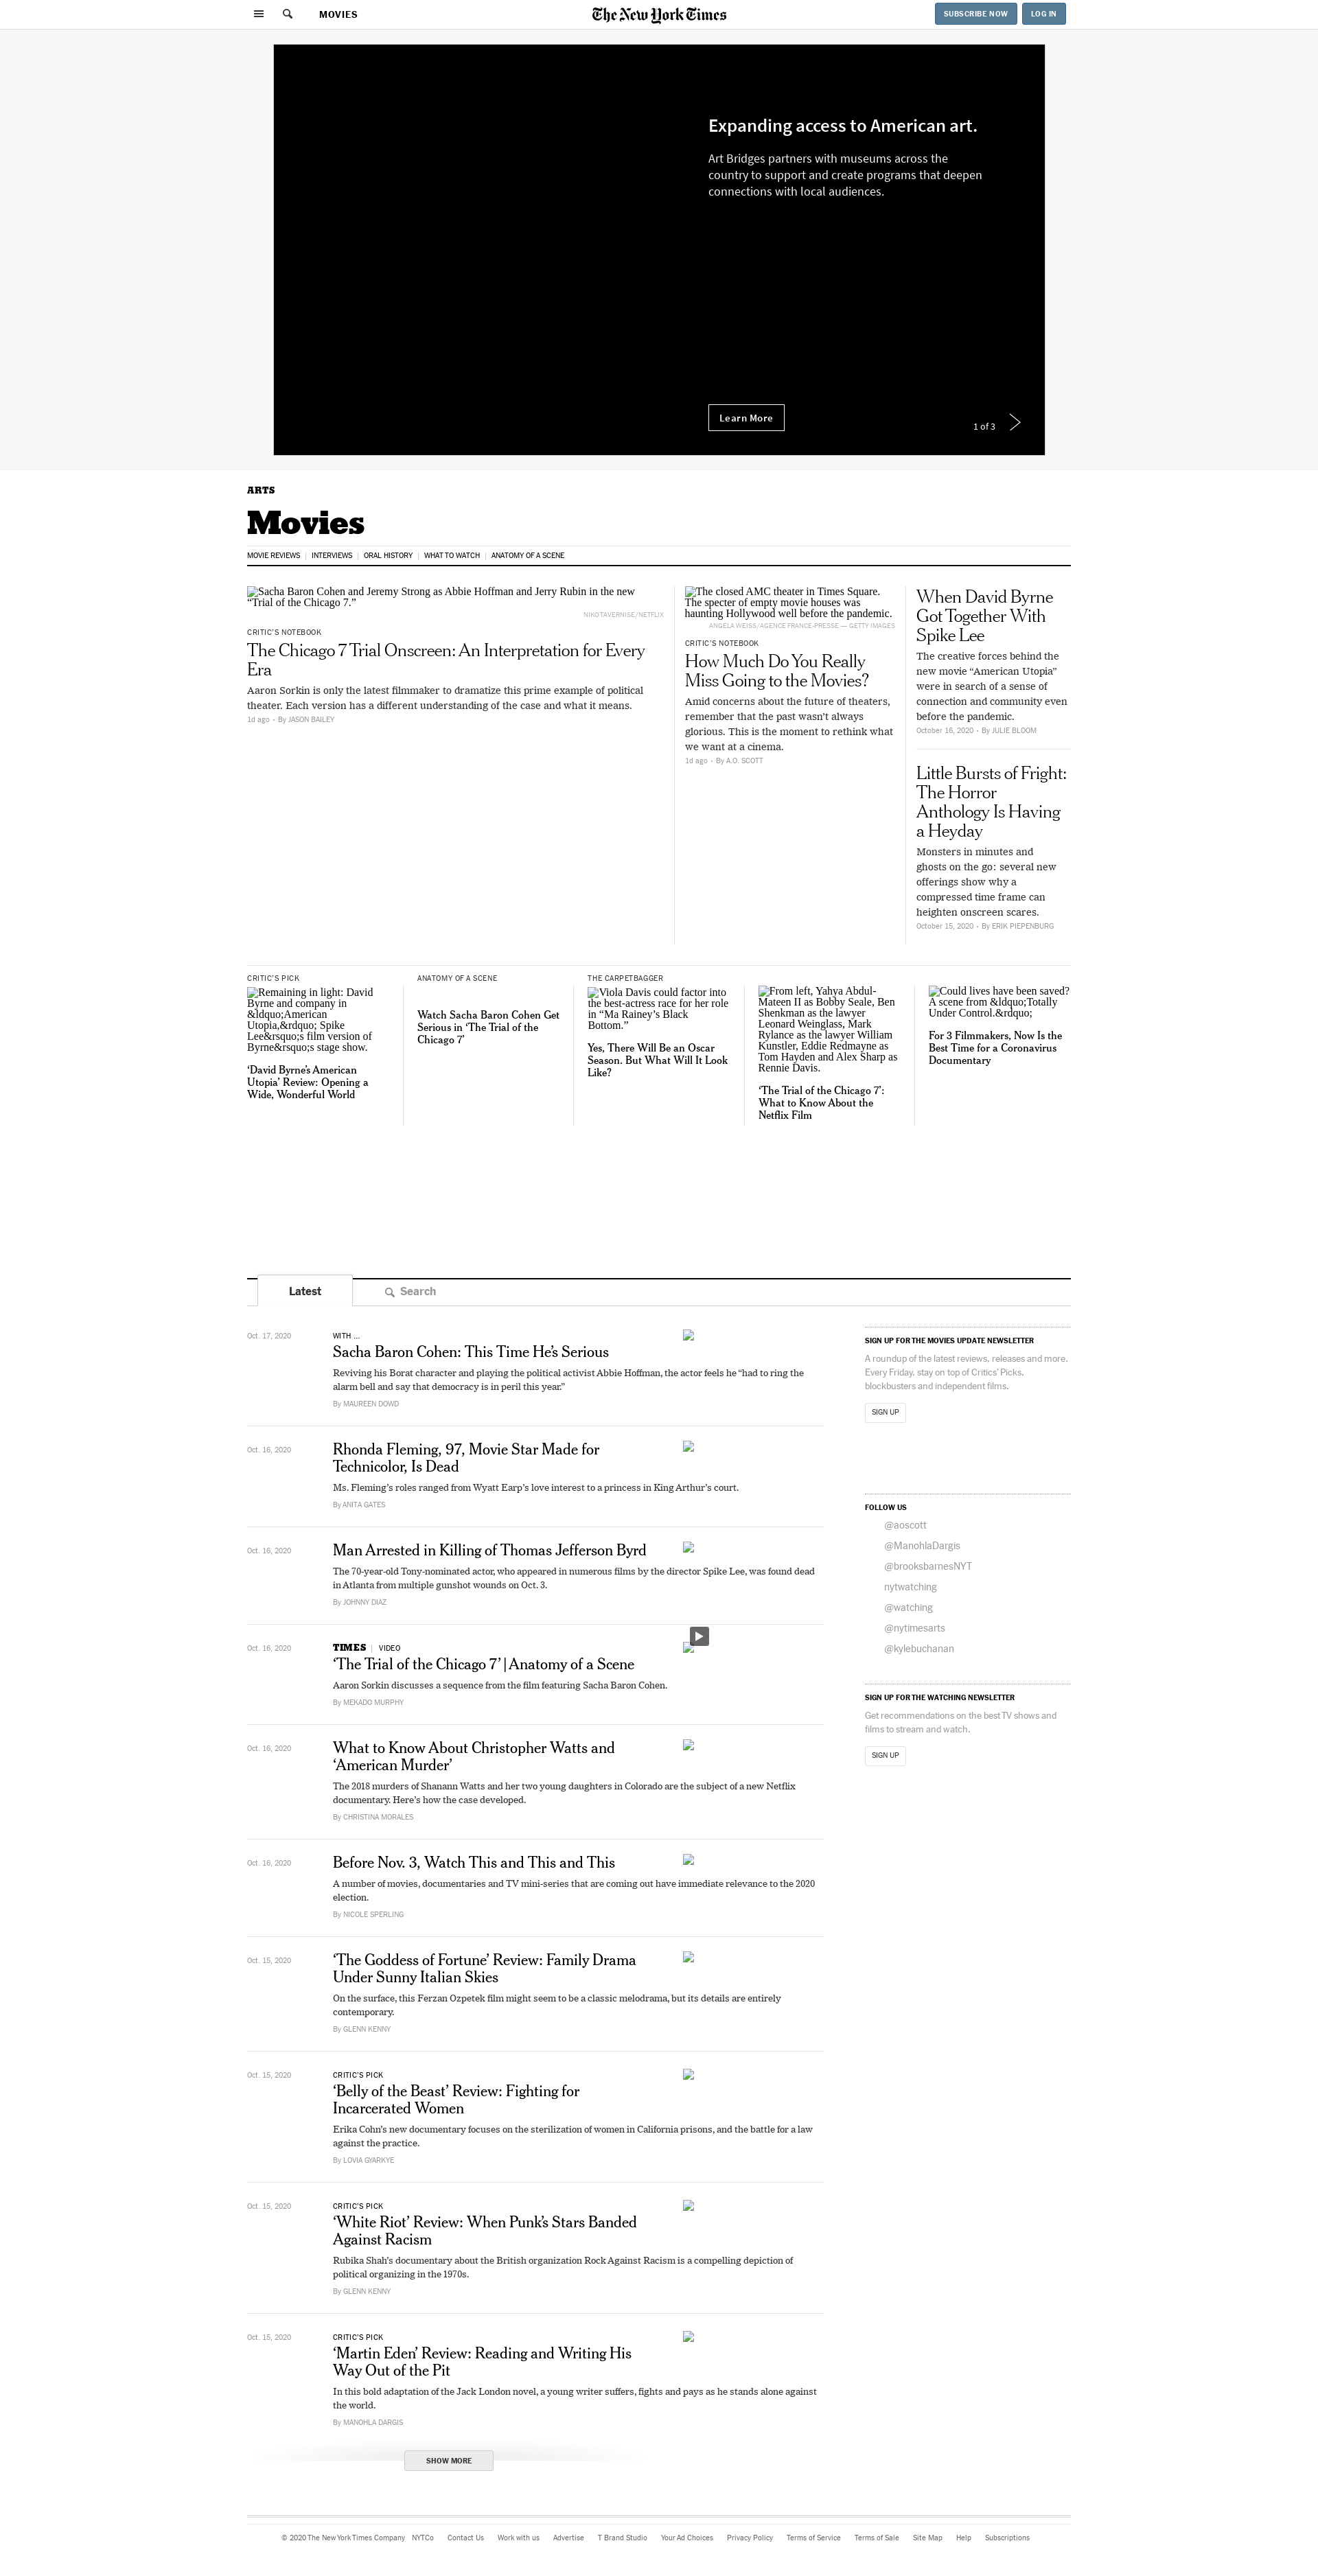 MOVIES
The New York Times
SUBSCRIBE NOW
LOG IN
Expanding access to American art.
Art Bridges partners with museums across the
country to support and create programs that deepen
connections with local audiences.
Learn More
1 of 3
ARTS
Movies
MOVIE REVIEWS
INTERVIEWS
ORAL HISTORY
WHAT TO WATCH
ANATOMY OF A SCENE
Sacha Baron Cohen and Jeremy Strong as Abbie Hoffman and Jerry Rubin in the new
“Trial of the Chicago 7.”
NIKO TAVERNISE/NETFLIX
CRITIC’S NOTEBOOK
The Chicago 7 Trial Onscreen: An Interpretation for Every
Era
Aaron Sorkin is only the latest filmmaker to dramatize this prime example of political
theater. Each version has a different understanding of the case and what it means.
1d ago • By JASON BAILEY
The closed AMC theater in Times Square.
The specter of empty movie houses was
haunting Hollywood well before the pandemic.
ANGELA WEISS/AGENCE FRANCE-PRESSE — GETTY IMAGES
CRITIC’S NOTEBOOK
How Much Do You Really
Miss Going to the Movies?
Amid concerns about the future of theaters,
remember that the past wasn’t always
glorious. This is the moment to rethink what
we want at a cinema.
1d ago • By A.O. SCOTT
When David Byrne
Got Together With
Spike Lee
The creative forces behind the
new movie “American Utopia”
were in search of a sense of
connection and community even
before the pandemic.
October 16, 2020 • By JULIE BLOOM
Little Bursts of Fright:
The Horror
Anthology Is Having
a Heyday
Monsters in minutes and
ghosts on the go: several new
offerings show why a
compressed time frame can
heighten onscreen scares.
October 15, 2020 • By ERIK PIEPENBURG
CRITIC’S PICK
Remaining in light: David
Byrne and company in
&ldquo;American
Utopia,&rdquo; Spike
Lee&rsquo;s film version of
Byrne&rsquo;s stage show.
‘David Byrne’s American
Utopia’ Review: Opening a
Wide, Wonderful World
ANATOMY OF A SCENE
Watch Sacha Baron Cohen Get
Serious in ‘The Trial of the
Chicago 7’
THE CARPETBAGGER
Viola Davis could factor into
the best-actress race for her role
in “Ma Rainey’s Black
Bottom.”
Yes, There Will Be an Oscar
Season. But What Will It Look
Like?
From left, Yahya Abdul-
Mateen II as Bobby Seale, Ben
Shenkman as the lawyer
Leonard Weinglass, Mark
Rylance as the lawyer William
Kunstler, Eddie Redmayne as
Tom Hayden and Alex Sharp as
Rennie Davis.
‘The Trial of the Chicago 7’:
What to Know About the
Netflix Film
Could lives have been saved?
A scene from &ldquo;Totally
Under Control.&rdquo;
For 3 Filmmakers, Now Is the
Best Time for a Coronavirus
Documentary
Latest
Search
Oct. 17, 2020
WITH ...
Sacha Baron Cohen: This Time He’s Serious
Reviving his Borat character and playing the political activist Abbie Hoffman, the actor feels he “had to ring the
alarm bell and say that democracy is in peril this year.”
By MAUREEN DOWD
Oct. 16, 2020
Rhonda Fleming, 97, Movie Star Made for
Technicolor, Is Dead
Ms. Fleming’s roles ranged from Wyatt Earp’s love interest to a princess in King Arthur’s court.
By ANITA GATES
Oct. 16, 2020
Man Arrested in Killing of Thomas Jefferson Byrd
The 70-year-old Tony-nominated actor, who appeared in numerous films by the director Spike Lee, was found dead
in Atlanta from multiple gunshot wounds on Oct. 3.
By JOHNNY DIAZ
Oct. 16, 2020
TIMES VIDEO
‘The Trial of the Chicago 7’ | Anatomy of a Scene
Aaron Sorkin discusses a sequence from the film featuring Sacha Baron Cohen.
By MEKADO MURPHY
Oct. 16, 2020
What to Know About Christopher Watts and
‘American Murder’
The 2018 murders of Shanann Watts and her two young daughters in Colorado are the subject of a new Netflix
documentary. Here’s how the case developed.
By CHRISTINA MORALES
Oct. 16, 2020
Before Nov. 3, Watch This and This and This
A number of movies, documentaries and TV mini-series that are coming out have immediate relevance to the 2020
election.
By NICOLE SPERLING
Oct. 15, 2020
‘The Goddess of Fortune’ Review: Family Drama
Under Sunny Italian Skies
On the surface, this Ferzan Ozpetek film might seem to be a classic melodrama, but its details are entirely
contemporary.
By GLENN KENNY
Oct. 15, 2020
CRITIC’S PICK
‘Belly of the Beast’ Review: Fighting for
Incarcerated Women
Erika Cohn’s new documentary focuses on the sterilization of women in California prisons, and the battle for a law
against the practice.
By LOVIA GYARKYE
Oct. 15, 2020
CRITIC’S PICK
‘White Riot’ Review: When Punk’s Stars Banded
Against Racism
Rubika Shah’s documentary about the British organization Rock Against Racism is a compelling depiction of
political organizing in the 1970s.
By GLENN KENNY
Oct. 15, 2020
CRITIC’S PICK
‘Martin Eden’ Review: Reading and Writing His
Way Out of the Pit
In this bold adaptation of the Jack London novel, a young writer suffers, fights and pays as he stands alone against
the world.
By MANOHLA DARGIS
SHOW MORE
SIGN UP FOR THE MOVIES UPDATE NEWSLETTER
A roundup of the latest reviews, releases and more.
Every Friday, stay on top of Critics’ Picks,
blockbusters and independent films.
SIGN UP
FOLLOW US
@aoscott
@ManohlaDargis
@brooksbarnesNYT
nytwatching
@watching
@nytimesarts
@kylebuchanan
SIGN UP FOR THE WATCHING NEWSLETTER
Get recommendations on the best TV shows and
films to stream and watch.
SIGN UP
© 2020 The New York Times Company NYTCo Contact Us Work with us Advertise T Brand Studio Your Ad Choices Privacy Policy Terms of Service Terms of Sale Site Map Help Subscriptions